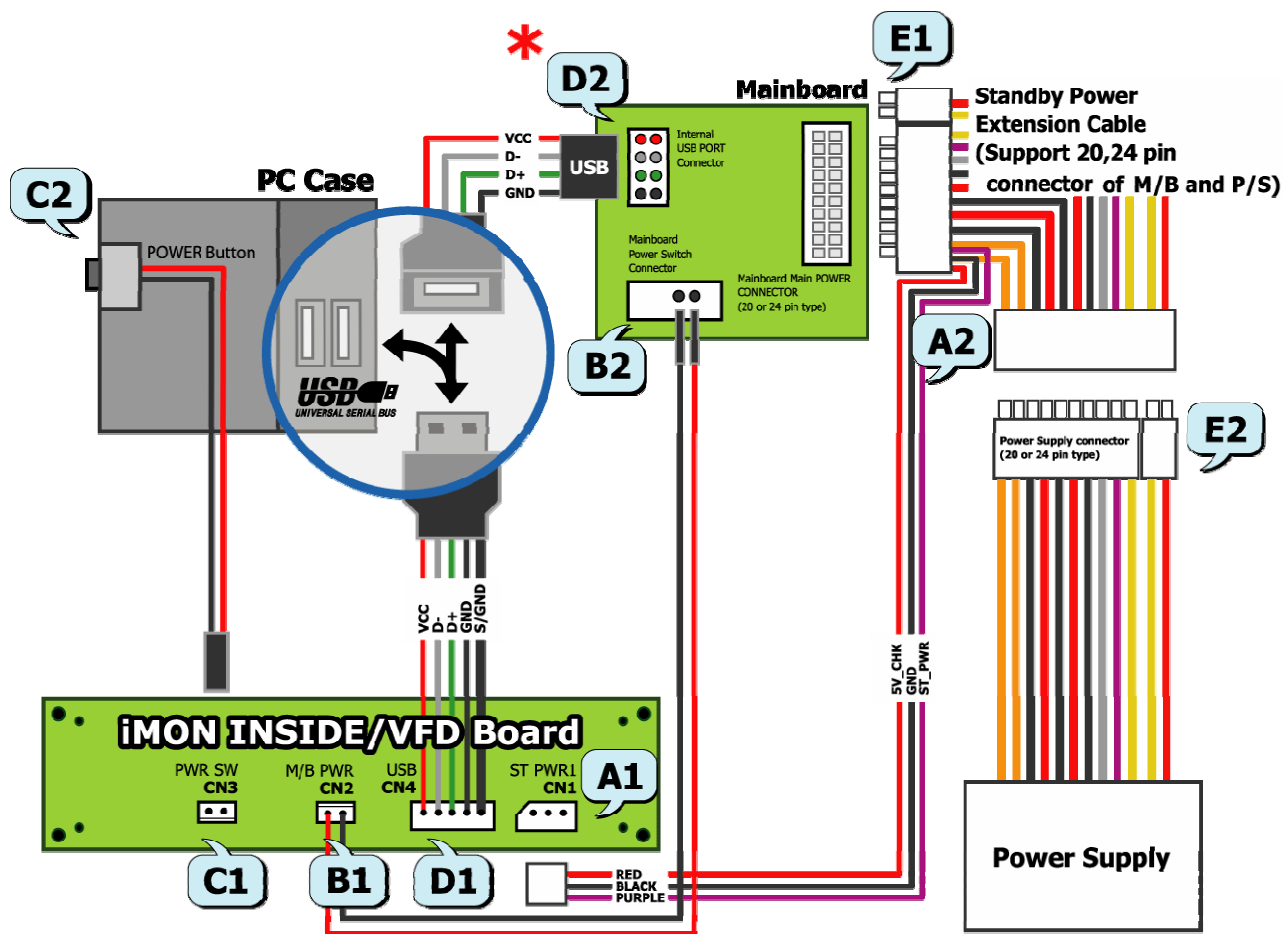 *
E1
D2
Mainboard
Standby Power
Extension Cable
(Support 20,24 pin
connector of M/B and P/S)
VCC
D-
D+
GND
USB
Internal
USB PORT
Connector
C2
PC Case
POWER Button
Mainboard
Power Switch
Connector
Mainboard Main POWER
CONNECTOR
(20 or 24 pin type)
B2
A2
USB
UNIVERSAL SERIAL BUS
Power Supply connector
(20 or 24 pin type)
E2
VCC
D-
D+
GND
S/GND
5V_CHK
GND
ST_PWR
iMON INSIDE/VFD Board
PWR SW
CN3
M/B PWR
CN2
USB
CN4
ST PWR1
CN1
A1
C1
B1
D1
RED
BLACK
PURPLE
Power Supply